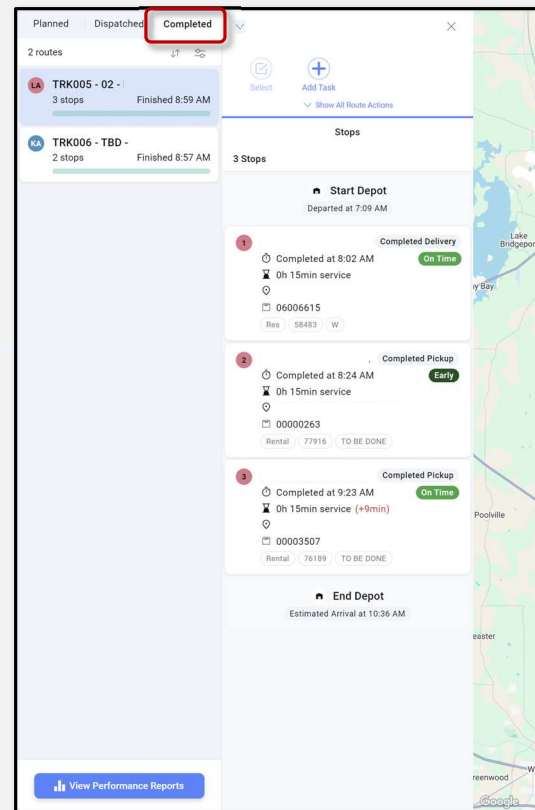 Planned Dispatched Completed
2 routes
LA TRK005 - 02 -
3 stops Finished 8:59 AM
KA TRK006 - TBD -
2 stops Finished 8:57 AM
View Performance Reports
Select Add Task
Show All Route Actions
Stops
3 Stops
Start Depot
Departed at 7:09 AM
1 Completed Delivery
Completed at 8:02 AM On Time
0h 15min service
06006615
Res 58483 W
2 Completed Pickup
Completed at 8:24 AM Early
0h 15min service
00000263
Rental 77916 TO BE DONE
3 Completed Pickup
Completed at 9:23 AM On Time
0h 15min service (+9min)
00003507
Rental 76189 TO BE DONE
End Depot
Estimated Arrival at 10:36 AM
Lake
Bridgepor
y Bay
Poolville
easter
W
reenwood
Google